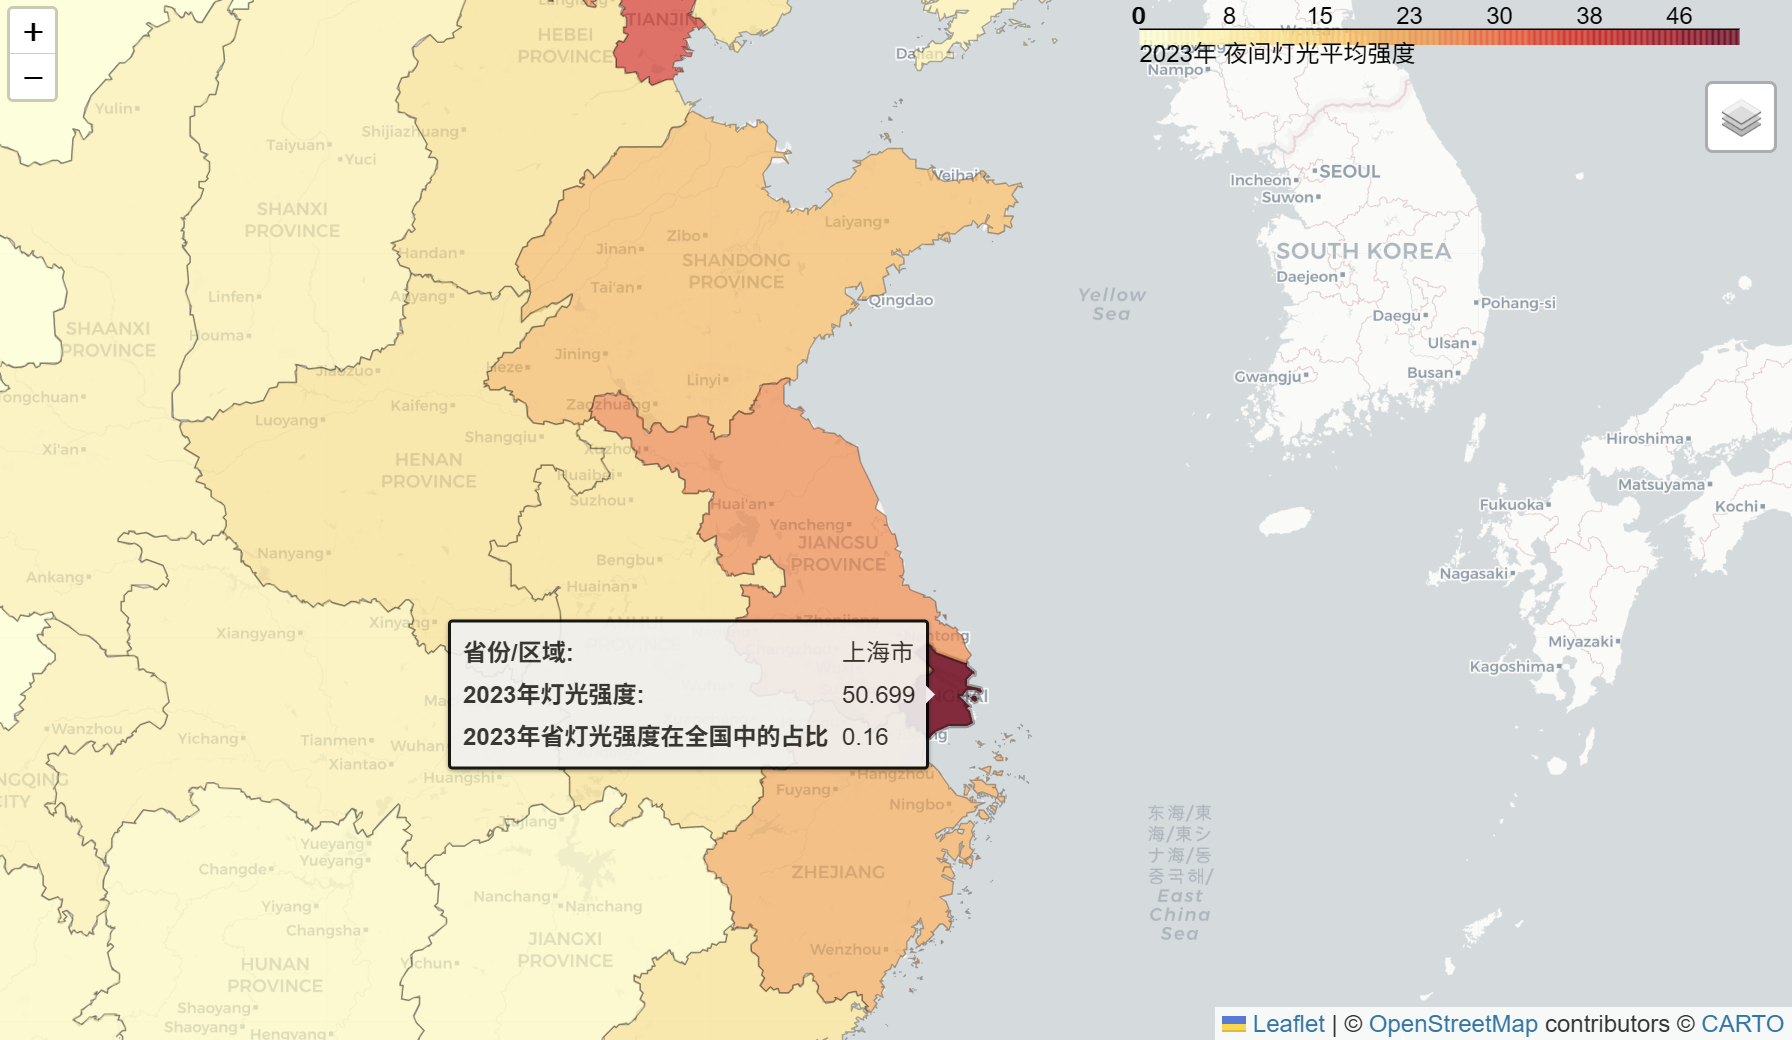 +
−
0 8 15 23 30 38 46
2023年 夜间灯光平均强度
TIANJIN
HEBEI
PROVINCE
Nampo
Yulin
Shijiazhuang
Taiyuan
Yuci
SHANXI
PROVINCE
Handan
Linfen
Anyang
Houma
SHAANXI
PROVINCE
Jiaozuo
Tongchuan
Xi'an
Luoyang
Kaifeng
Shangqiu
HENAN
PROVINCE
Weihai
Laiyang
Zibo
Jinan
SHANDONG
PROVINCE
Tai'an
Qingdao
Jining
Heze
Linyi
Zaozhuang
Xuzhou
Huaibei
Suzhou
Huai'an
Yancheng
JIANGSU
PROVINCE
Bengbu
Huainan
Nanyang
Ankang
Xiangyang
Xinyang
Yellow
Sea
SEOUL
Incheon
Suwon
SOUTH KOREA
Daejeon
Pohang-si
Daegu
Ulsan
Gwangju
Busan
Hiroshima
Matsuyama
Fukuoka
Kochi
Nagasaki
Miyazaki
Kagoshima
省份/区域: 上海市
2023年灯光强度: 50.699
2023年省灯光强度在全国中的占比 0.16
Wanzhou
Yichang
Tianmen
Wuhan
Xiantao
Huangshi
Hangzhou
Fuyang
Ningbo
Jiujiang
Yueyang
Yueyang
Changde
ZHEJIANG
Nanchang
Nanchang
Yiyang
Changsha
JIANGXI
PROVINCE
Wenzhou
HUNAN
PROVINCE
Yichun
Shaoyang
Shaoyang
Hengyang
东海/東
海/東シ
ナ海/동
중국해/
East
China
Sea
Leaflet | © OpenStreetMap contributors © CARTO